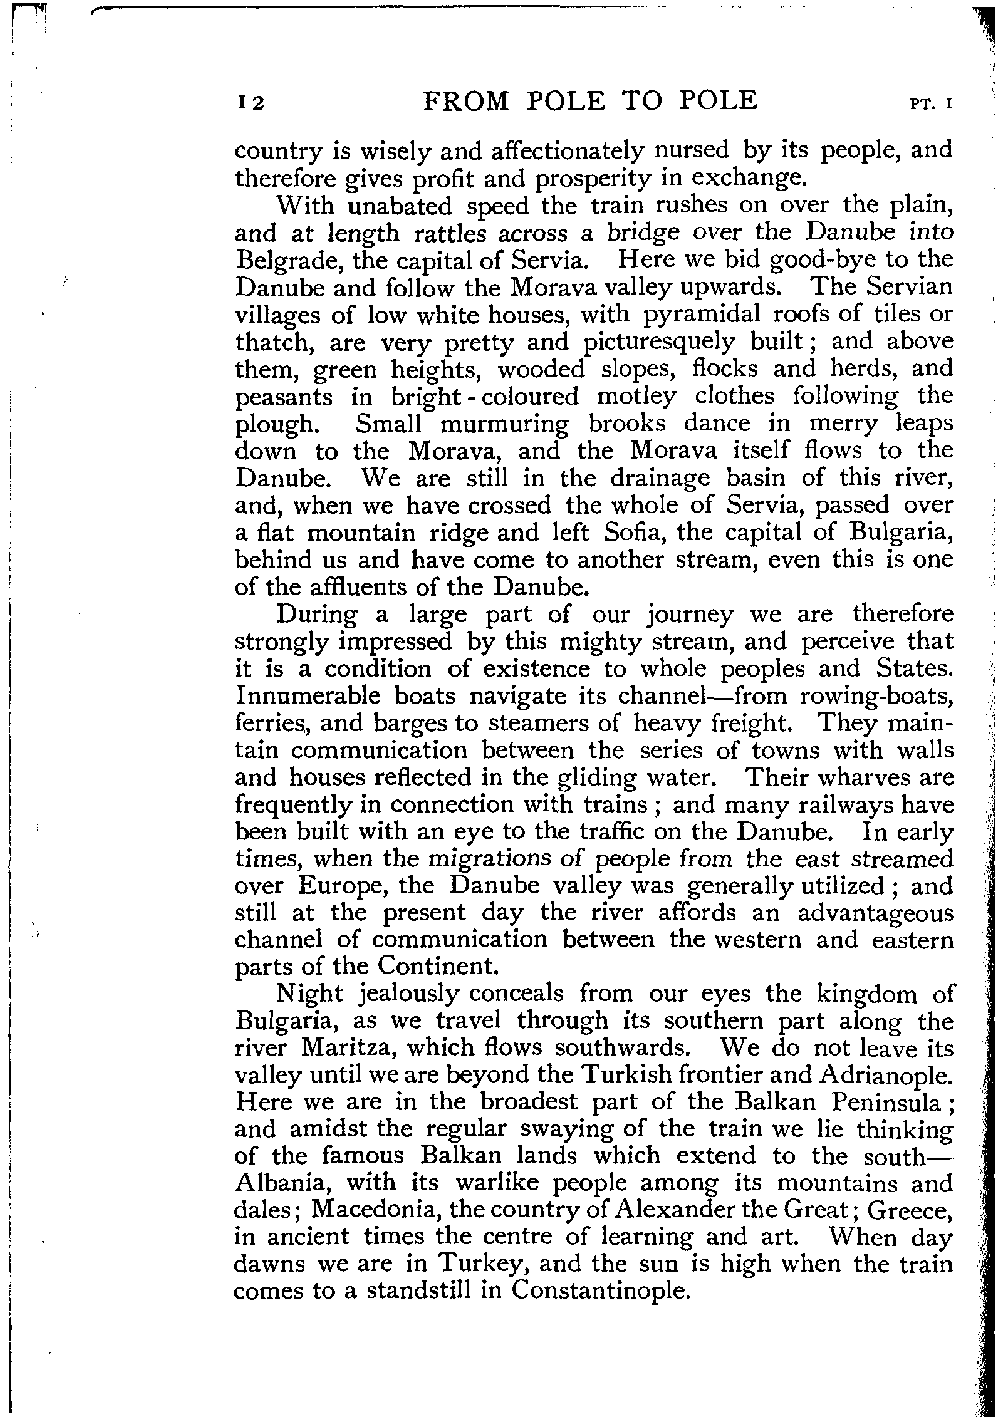 12 FROM POLE TO POLE PT. I
country is wisely and affectionately nursed by its people, and
therefore gives profit and prosperity in exchange.
With unabated speed the train rushes on over the plain,
and at length rattles across a bridge over the Danube into
Belgrade, the capital of Servia. Here we bid good-bye to the
Danube and follow the Morava valley upwards. The Servian
villages of low white houses, with pyramidal roofs of tiles or
thatch, are very pretty and picturesquely built; and above
them, green heights, wooded slopes, flocks and herds, and
peasants in bright-coloured motley clothes following the
plough. Small murmuring brooks dance in merry leaps
down to the Morava, and the Morava itself flows to the
Danube. We are still in the drainage basin of this river,
and, when we have crossed the whole of Servia, passed over
a flat mountain ridge and left Sofia, the capital of Bulgaria,
behind us and have come to another stream, even this is one
of the affluents of the Danube.
During a large part of our journey we are therefore
strongly impressed by this mighty stream, and perceive that
it is a condition of existence to whole peoples and States.
Innumerable boats navigate its channel—from rowing-boats,
ferries, and barges to steamers of heavy freight. They main-
tain communication between the series of towns with walls
and houses reflected in the gliding water. Their wharves are
frequently in connection with trains; and many railways have
been built with an eye to the traffic on the Danube. In early
times, when the migrations of people from the east streamed
over Europe, the Danube valley was generally utilized; and
still at the present day the river affords an advantageous
channel of communication between the western and eastern
parts of the Continent.
Night jealously conceals from our eyes the kingdom of
Bulgaria, as we travel through its southern part along the
river Maritza, which flows southwards. We do not leave its
valley until we are beyond the Turkish frontier and Adrianople.
Here we are in the broadest part of the Balkan Peninsula;
and amidst the regular swaying of the train we lie thinking
of the famous Balkan lands which extend to the south—
Albania, with its warlike people among its mountains and
dales; Macedonia, the country of Alexander the Great; Greece,
in ancient times the centre of learning and art. When day
dawns we are in Turkey, and the sun is high when the train
comes to a standstill in Constantinople.